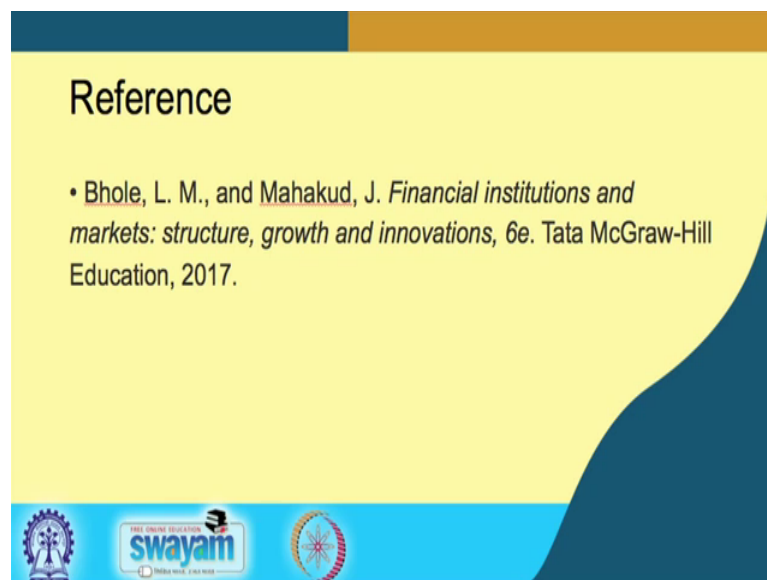 Reference
• Bhole, L. M., and Mahakud, J. Financial institutions and
markets: structure, growth and innovations, 6e. Tata McGraw-Hill
Education, 2017.
FREE ONLINE EDUCATION
swayam